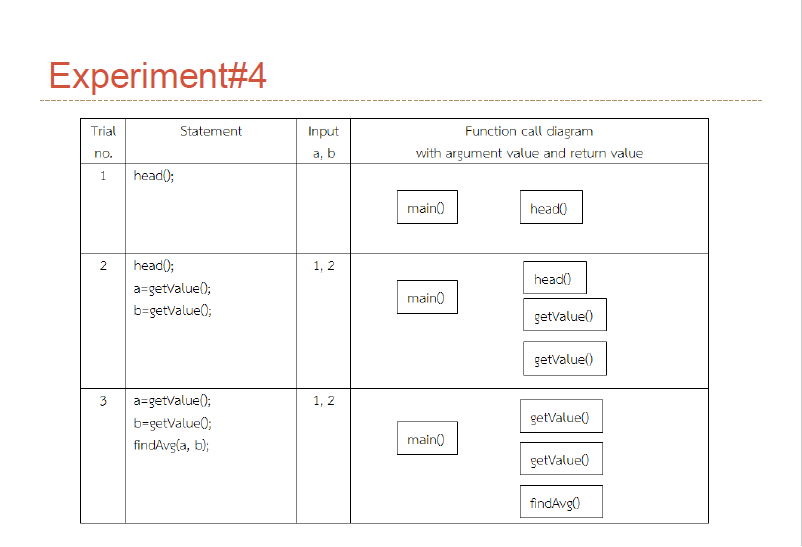 Experiment#4
Trial no.
Statement
Input a, b
Function call diagram
with argument value and return value
1
head();
main()
head()
2
head();
a=getValue();
b=getValue();
1, 2
main()
head()
getValue()
getValue()
3
a=getValue();
b=getValue();
findAvg(a, b);
1, 2
main()
getValue()
getValue()
findAvg()